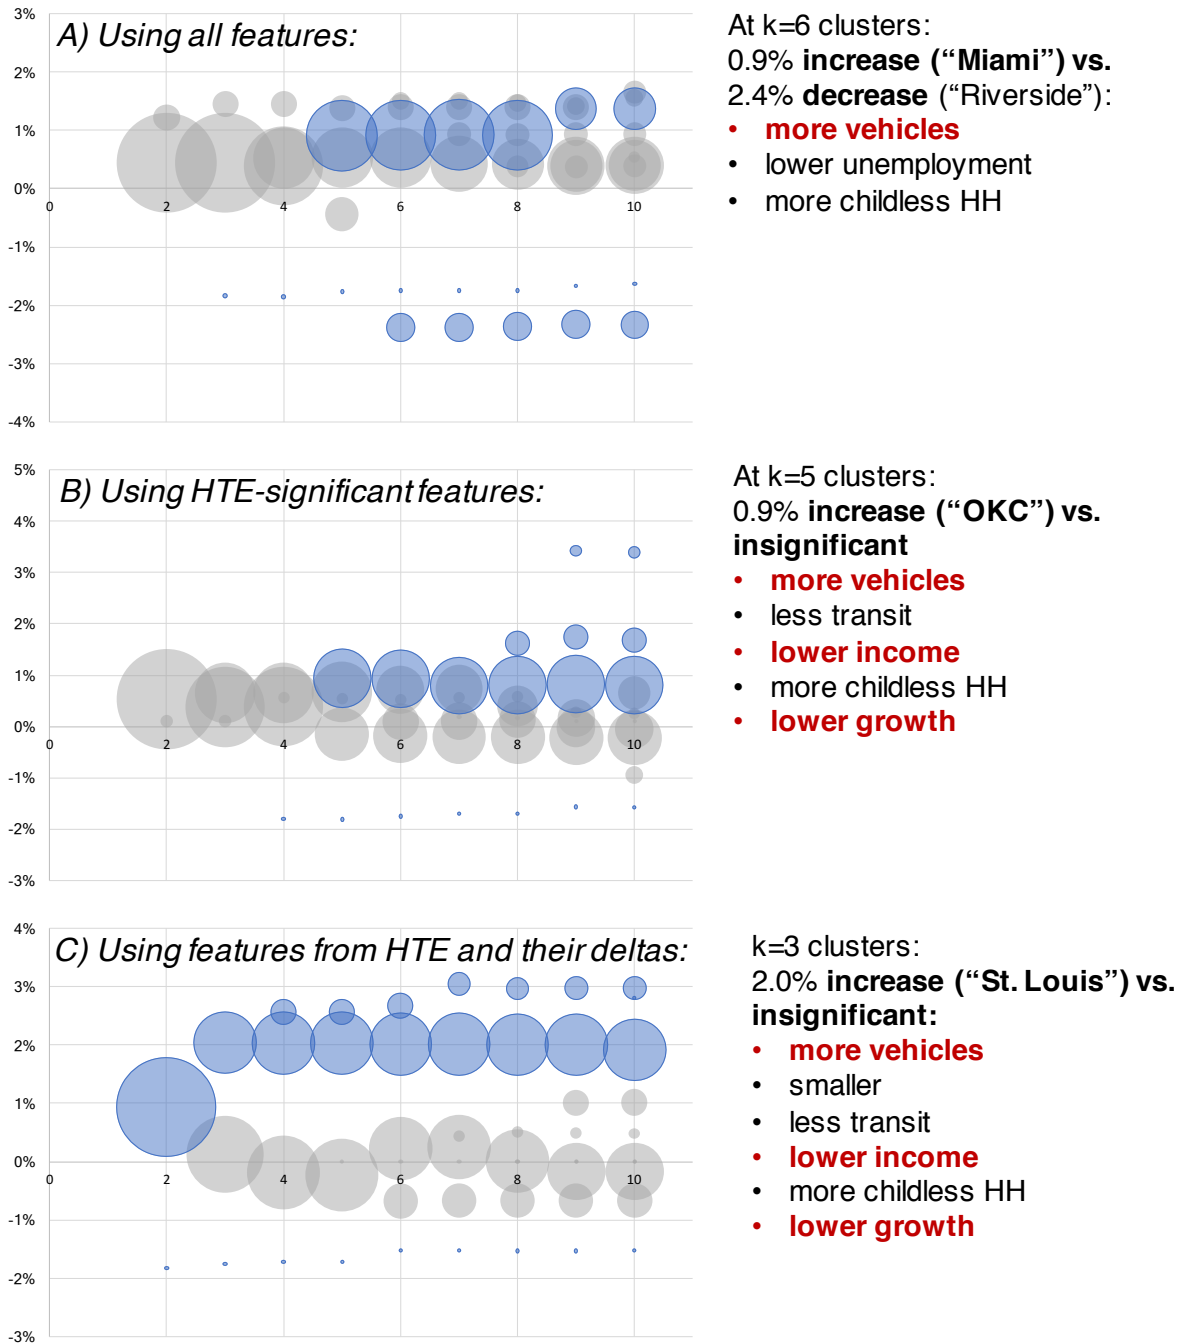 A) Using all features:
3%
2%
1%
0%
-1%
-2%
-3%
-4%
0
2
4
6
8
10
At k=6 clusters:
0.9% increase (“Miami”) vs.
2.4% decrease (“Riverside”):
• more vehicles
• lower unemployment
• more childless HH
B) Using HTE-significant features:
5%
4%
3%
2%
1%
0%
-1%
-2%
-3%
0
2
4
6
8
10
At k=5 clusters:
0.9% increase (“OKC”) vs.
insignificant
• more vehicles
• less transit
• lower income
• more childless HH
• lower growth
C) Using features from HTE and their deltas:
4%
3%
2%
1%
0%
-1%
-2%
-3%
0
2
4
6
8
10
k=3 clusters:
2.0% increase (“St. Louis”) vs.
insignificant:
• more vehicles
• smaller
• less transit
• lower income
• more childless HH
• lower growth